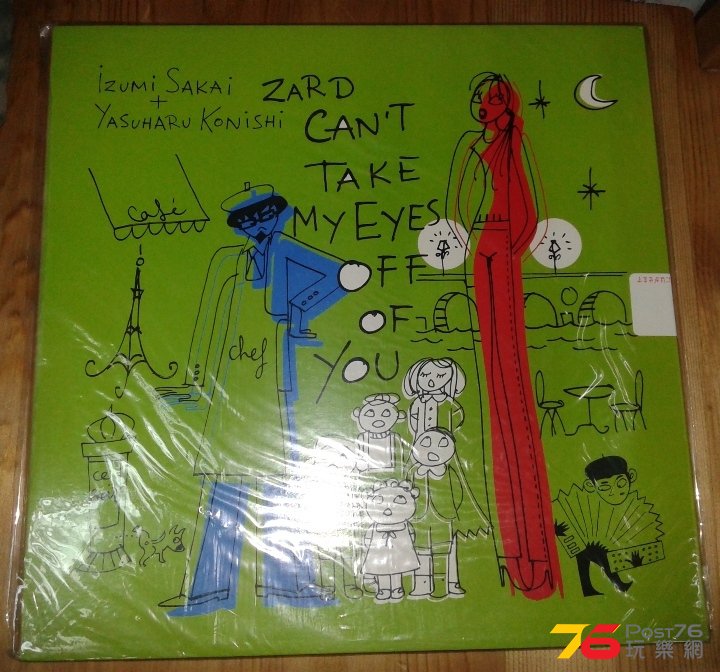 IZUMI SAKAI
+
YASUHARU KONISHI
ZARD
CAN'T
TAKE
MY EYES
OFF
OF
YOU
café
chef
POST76
玩樂網
76